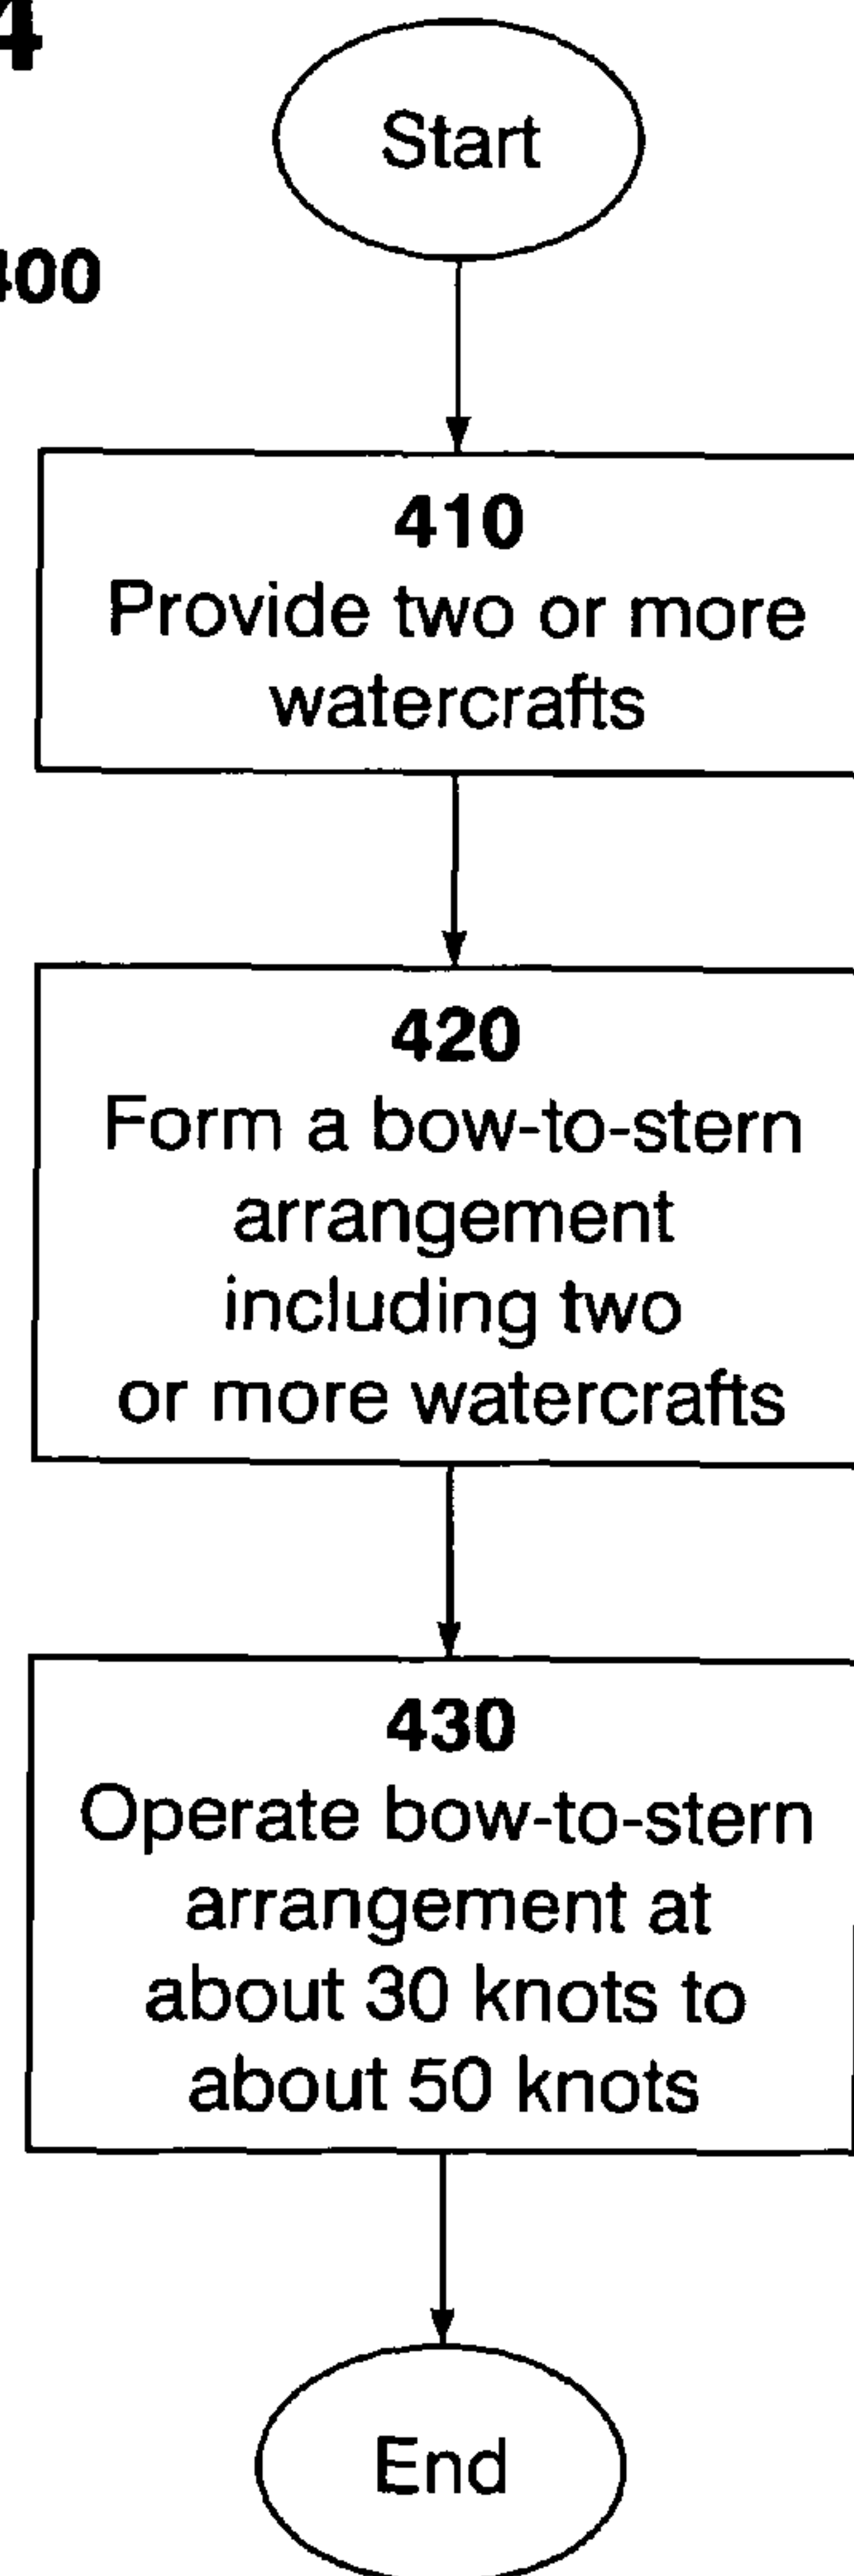 4
Start
400
410
Provide two or more
watercrafts
420
Form a bow-to-stern
arrangement
including two
or more watercrafts
430
Operate bow-to-stern
arrangement at
about 30 knots to
about 50 knots
End